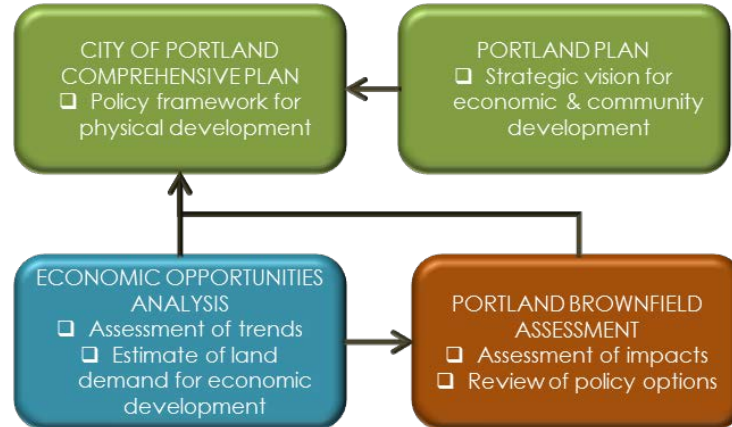 CITY OF PORTLAND
COMPREHENSIVE PLAN
❑ Policy framework for
physical development
PORTLAND PLAN
❑ Strategic vision for
economic & community
development
ECONOMIC OPPORTUNITIES
ANALYSIS
❑ Assessment of trends
❑ Estimate of land
demand for economic
development
PORTLAND BROWNFIELD
ASSESSMENT
❑ Assessment of impacts
❑ Review of policy options